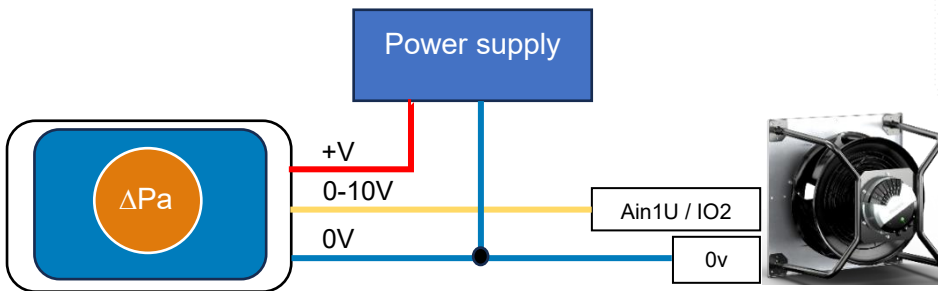 Power supply
+V
0-10V
ΔPa
Ain1U / IO2
0V
0v